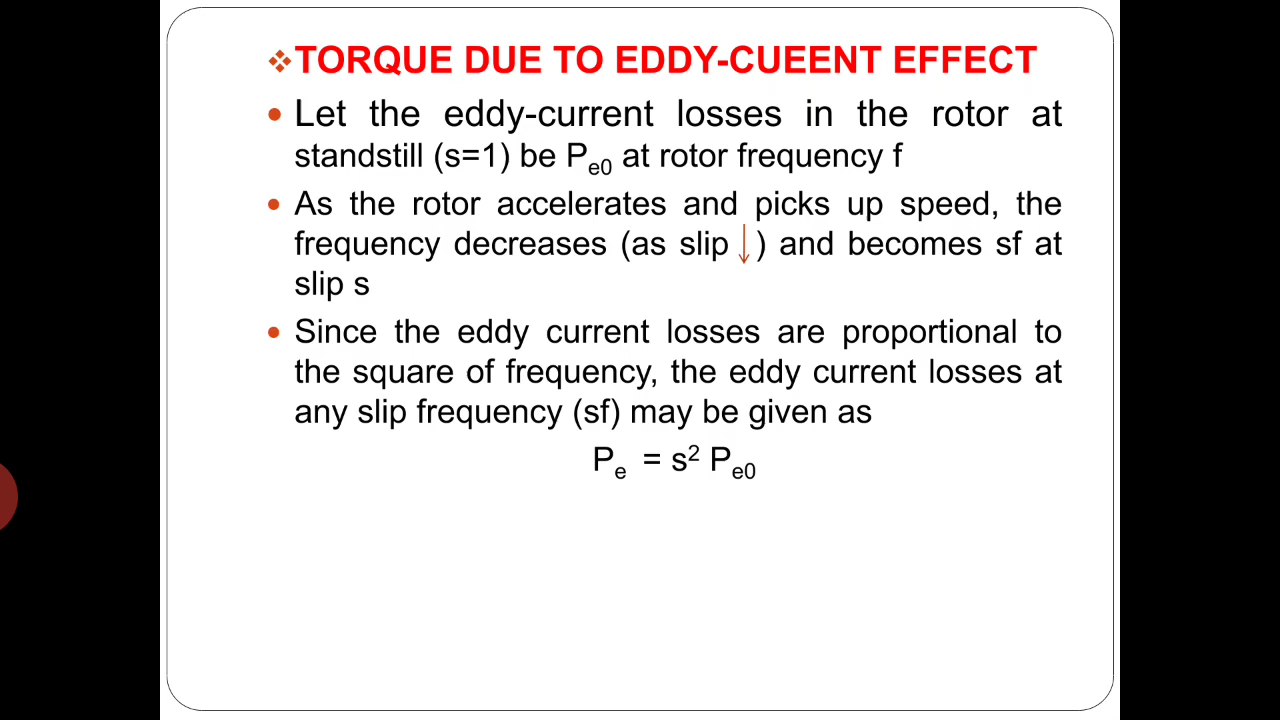 ❖TORQUE DUE TO EDDY-CUEENT EFFECT
• Let the eddy-current losses in the rotor at
standstill (s=1) be Pe0 at rotor frequency f
• As the rotor accelerates and picks up speed, the
frequency decreases (as slip ↓) and becomes sf at
slip s
• Since the eddy current losses are proportional to
the square of frequency, the eddy current losses at
any slip frequency (sf) may be given as
Pe = s² Pe0